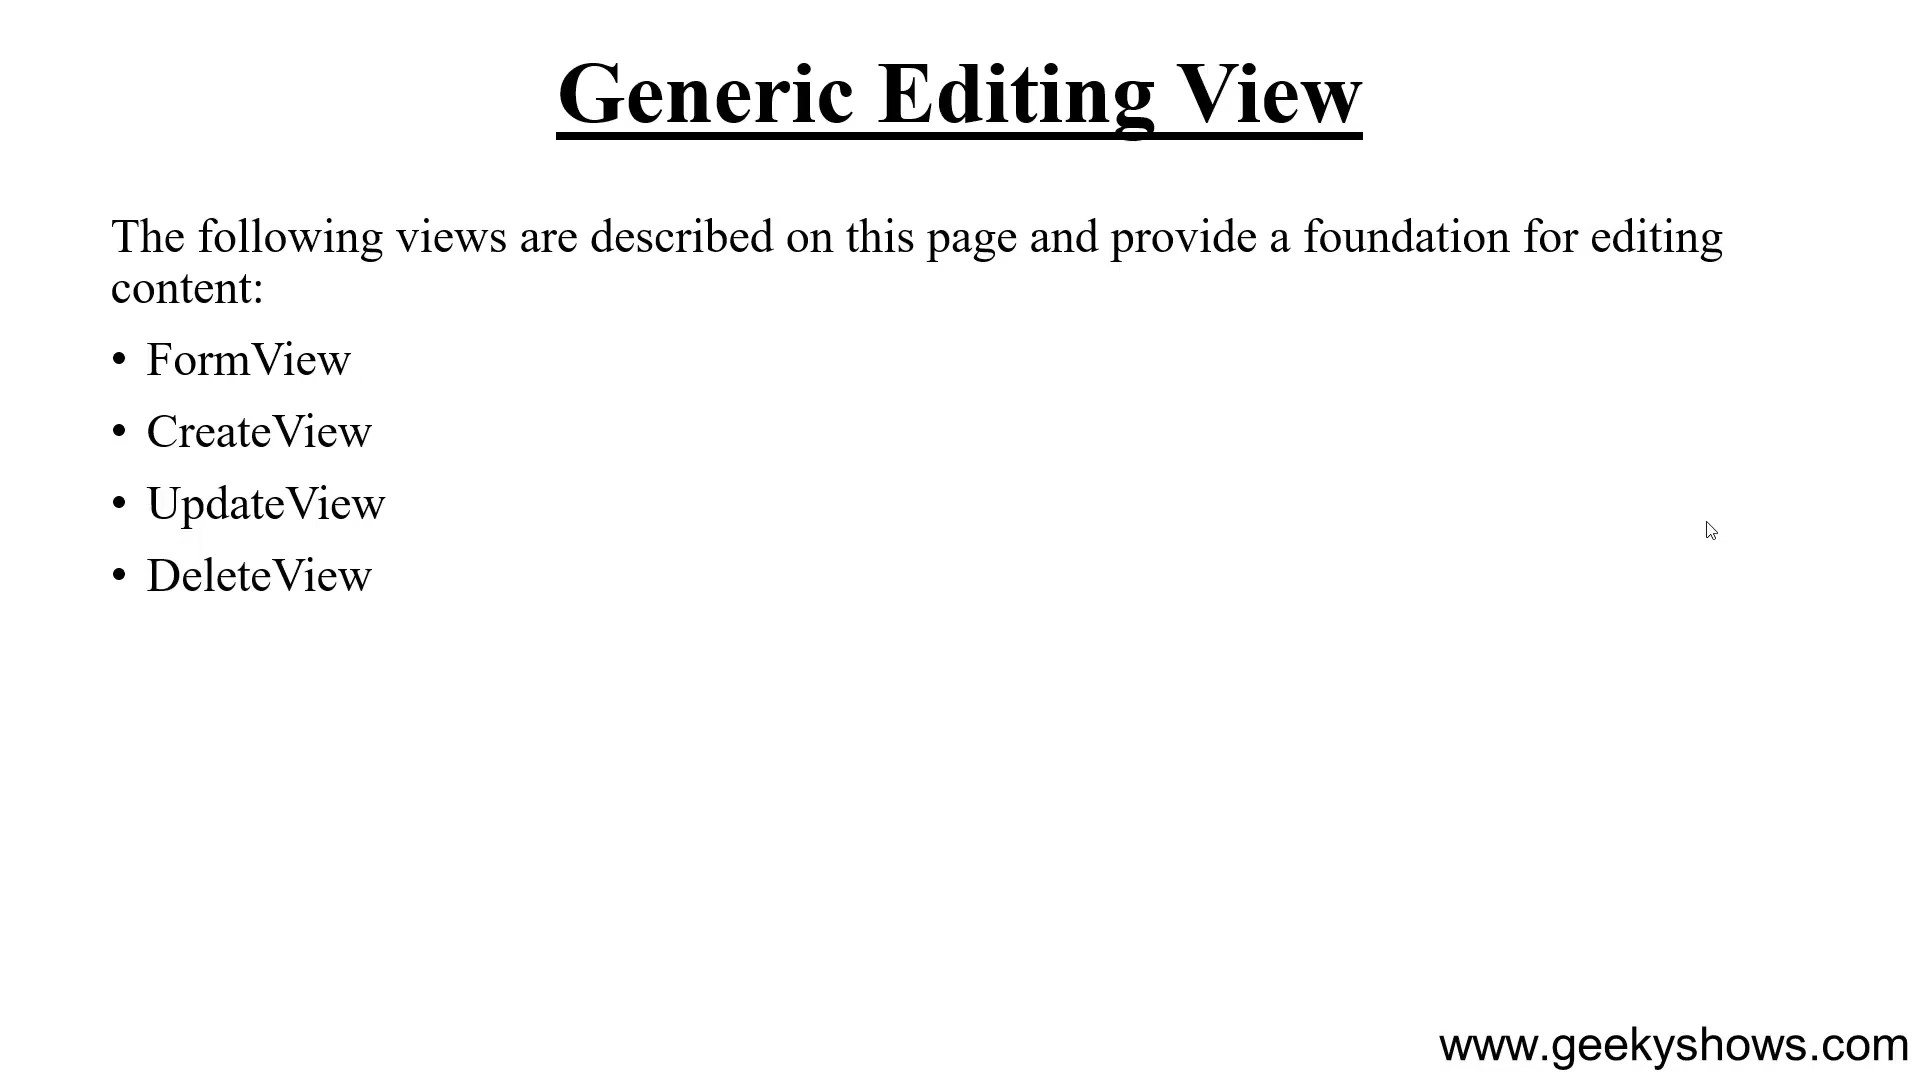 Generic Editing View
The following views are described on this page and provide a foundation for editing
content:
• FormView
• CreateView
• UpdateView
• DeleteView
www.geekyshows.com